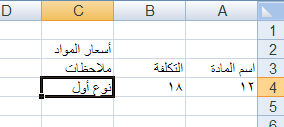 D C B A
1
2 أسعار المواد
3 اسم المادة التكلفة ملاحظات
4 ١٢ ١٨ نوع أول
5